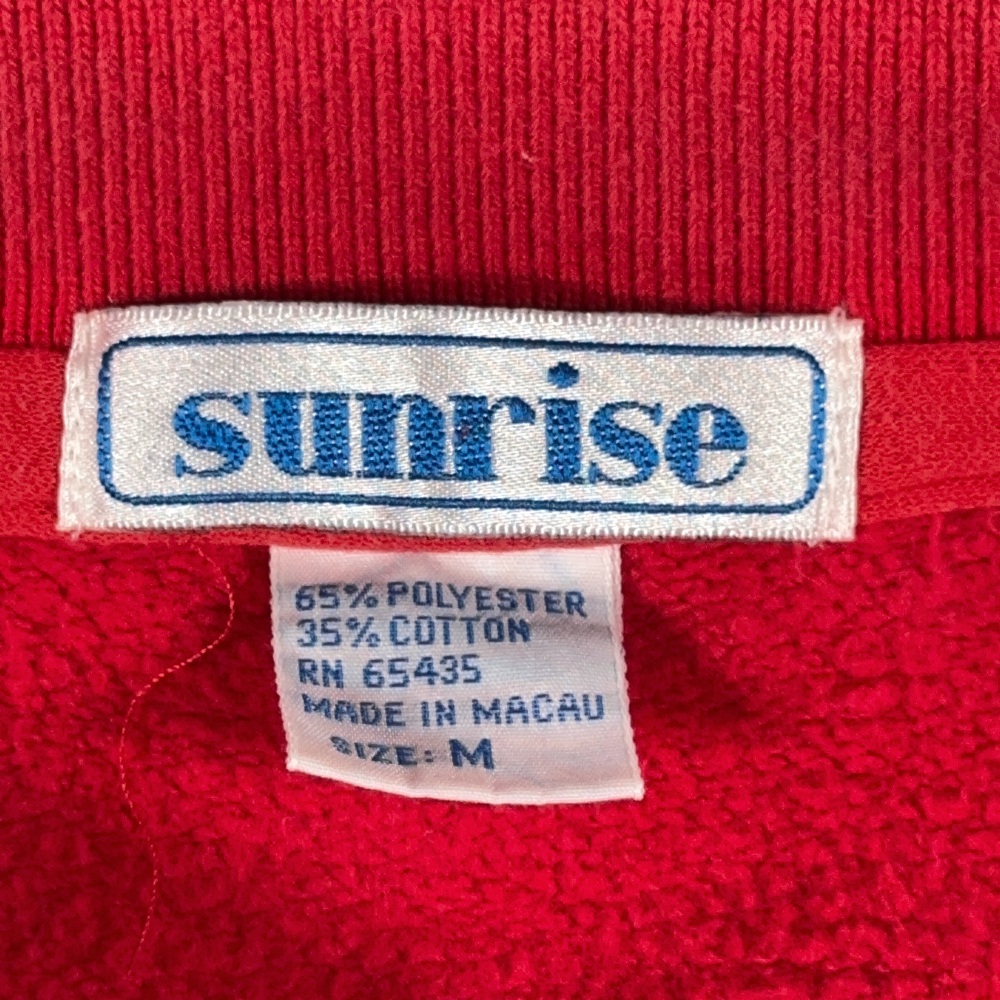 sunrise
65% POLYESTER
35% COTTON
RN 65435
MADE IN MACAU
SIZE: M